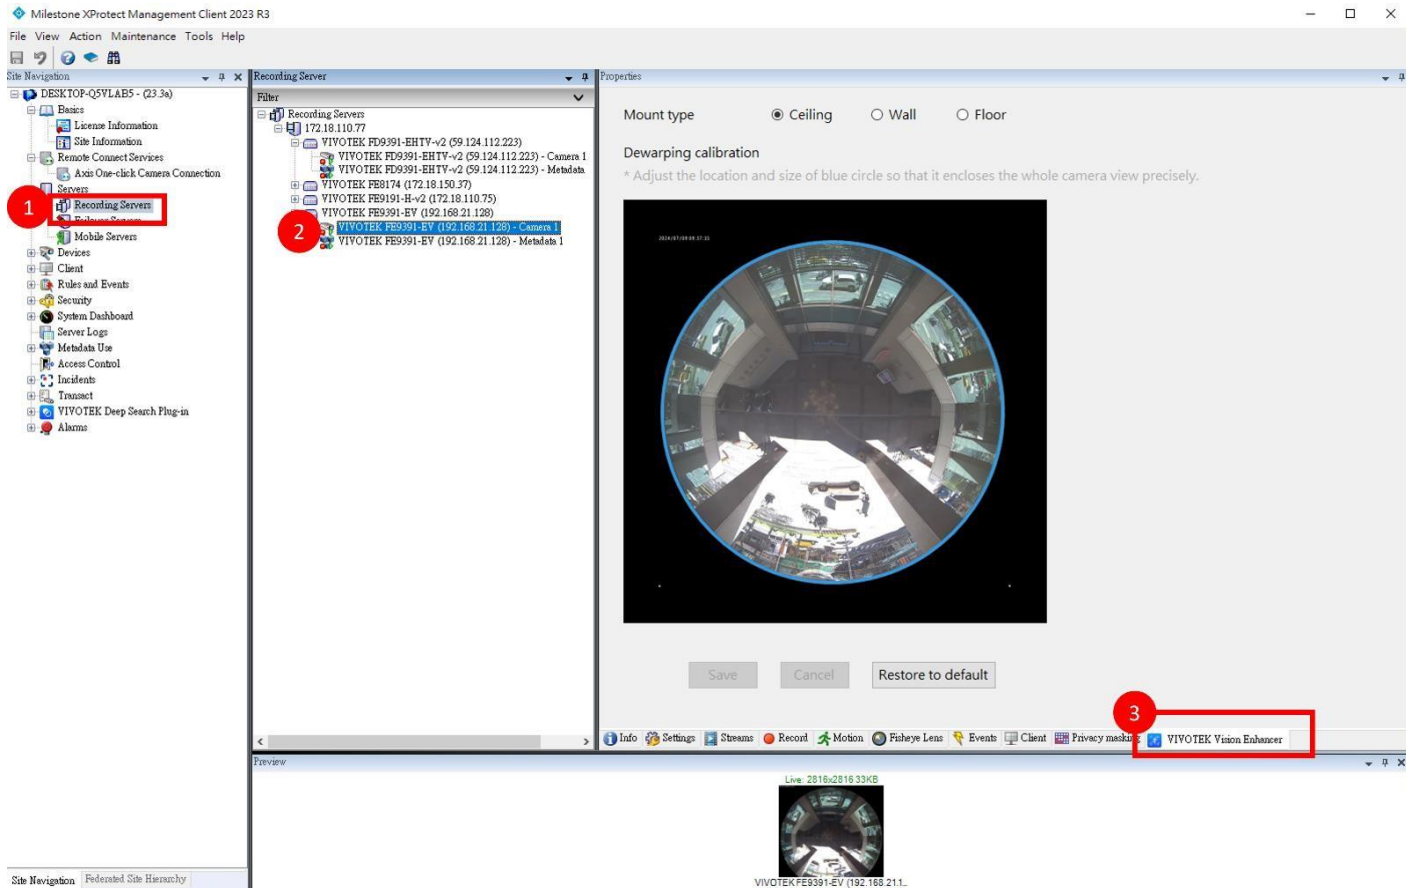 Milestone XProtect Management Client 2023 R3
File View Action Maintenance Tools Help
Site Navigation
DESKTOP-Q5VLAB5 - (23.3a)
Basics
License Information
Site Information
Remote Connect Services
Axis One-click Camera Connection
Servers
1
Recording Servers
Failover Servers
Mobile Servers
Devices
Client
Rules and Events
Security
System Dashboard
Server Logs
Metadata Use
Access Control
Incidents
Transact
VIVOTEK Deep Search Plug-in
Alarms
Site Navigation
Federated Site Hierarchy
Recording Server
Filter
Recording Servers
172.18.110.77
VIVOTEK FD9391-EHTV-v2 (59.124.112.223)
VIVOTEK FD9391-EHTV-v2 (59.124.112.223) - Camera 1
VIVOTEK FD9391-EHTV-v2 (59.124.112.223) - Metadata
VIVOTEK FE8174 (172.18.150.37)
VIVOTEK FE9191-H-v2 (172.18.110.75)
VIVOTEK FE9391-EV (192.168.21.128)
2
VIVOTEK FE9391-EV (192.168.21.128) - Camera 1
VIVOTEK FE9391-EV (192.168.21.128) - Metadata 1
Properties
Mount type
Ceiling
Wall
Floor
Dewarping calibration
* Adjust the location and size of blue circle so that it encloses the whole camera view precisely.
Save
Cancel
Restore to default
3
Info
Settings
Streams
Record
Motion
Fisheye Lens
Events
Client
Privacy masking
VIVOTEK Vision Enhancer
Preview
Live: 2816x2816 33KB
VIVOTEK FE9391-EV (192.168.21.1...